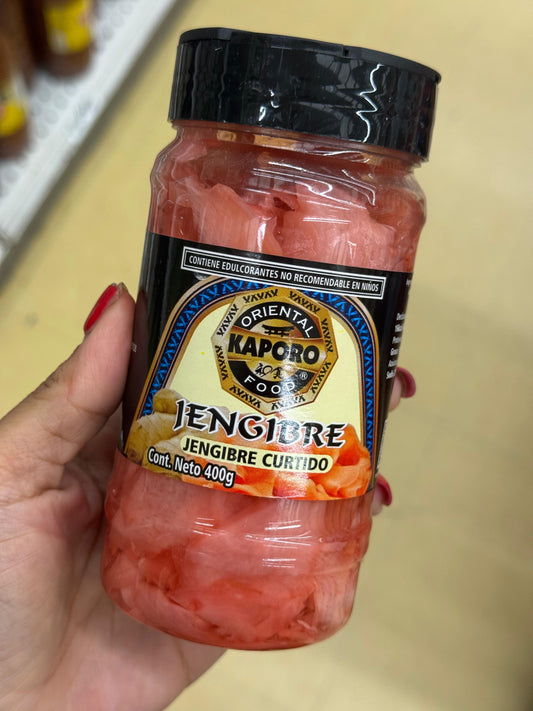 CONTIENE EDULCORANTES NO RECOMENDABLE EN NIÑOS
ORIENTAL
KAPORO
®
FOOD
JENGIBRE
JENGIBRE CURTIDO
Cont. Neto 400g